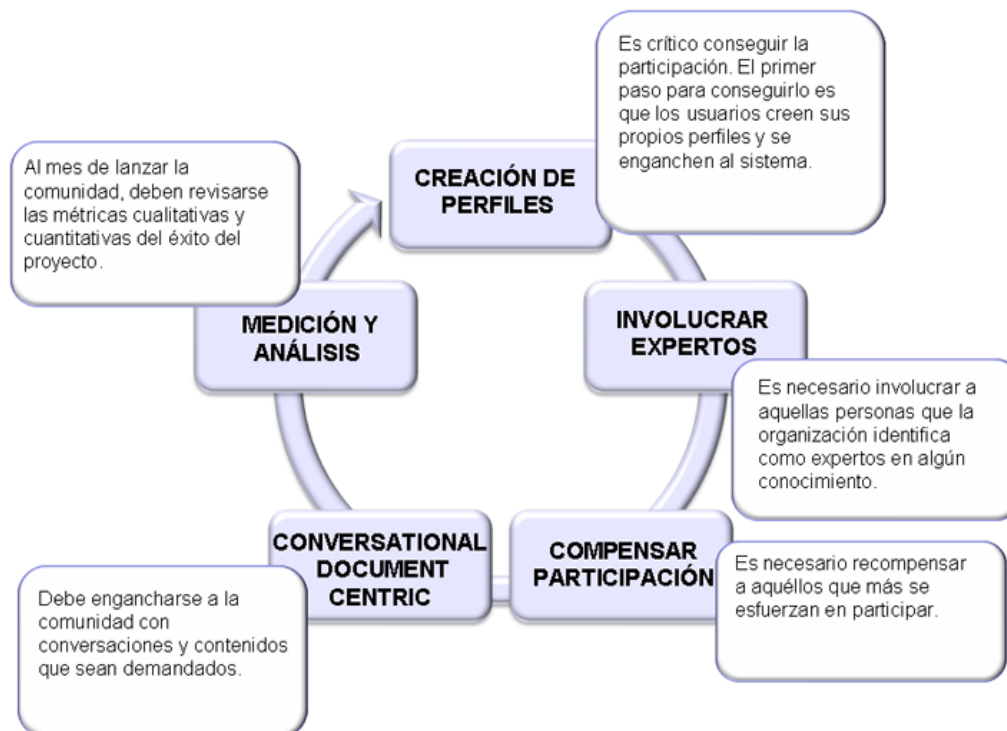 Es crítico conseguir la
participación. El primer
paso para conseguirlo es
que los usuarios creen sus
propios perfiles y se
enganchen al sistema.
CREACIÓN DE
PERFILES
Al mes de lanzar la
comunidad, deben revisarse
las métricas cualitativas y
cuantitativas del éxito del
proyecto.
MEDICIÓN Y
ANÁLISIS
INVOLUCRAR
EXPERTOS
Es necesario involucrar a
aquellas personas que la
organización identifica
como expertos en algún
conocimiento.
CONVERSATIONAL
DOCUMENT
CENTRIC
COMPENSAR
PARTICIPACIÓN
Es necesario recompensar
a aquéllos que más se
esfuerzan en participar.
Debe engancharse a la
comunidad con
conversaciones y contenidos
que sean demandados.